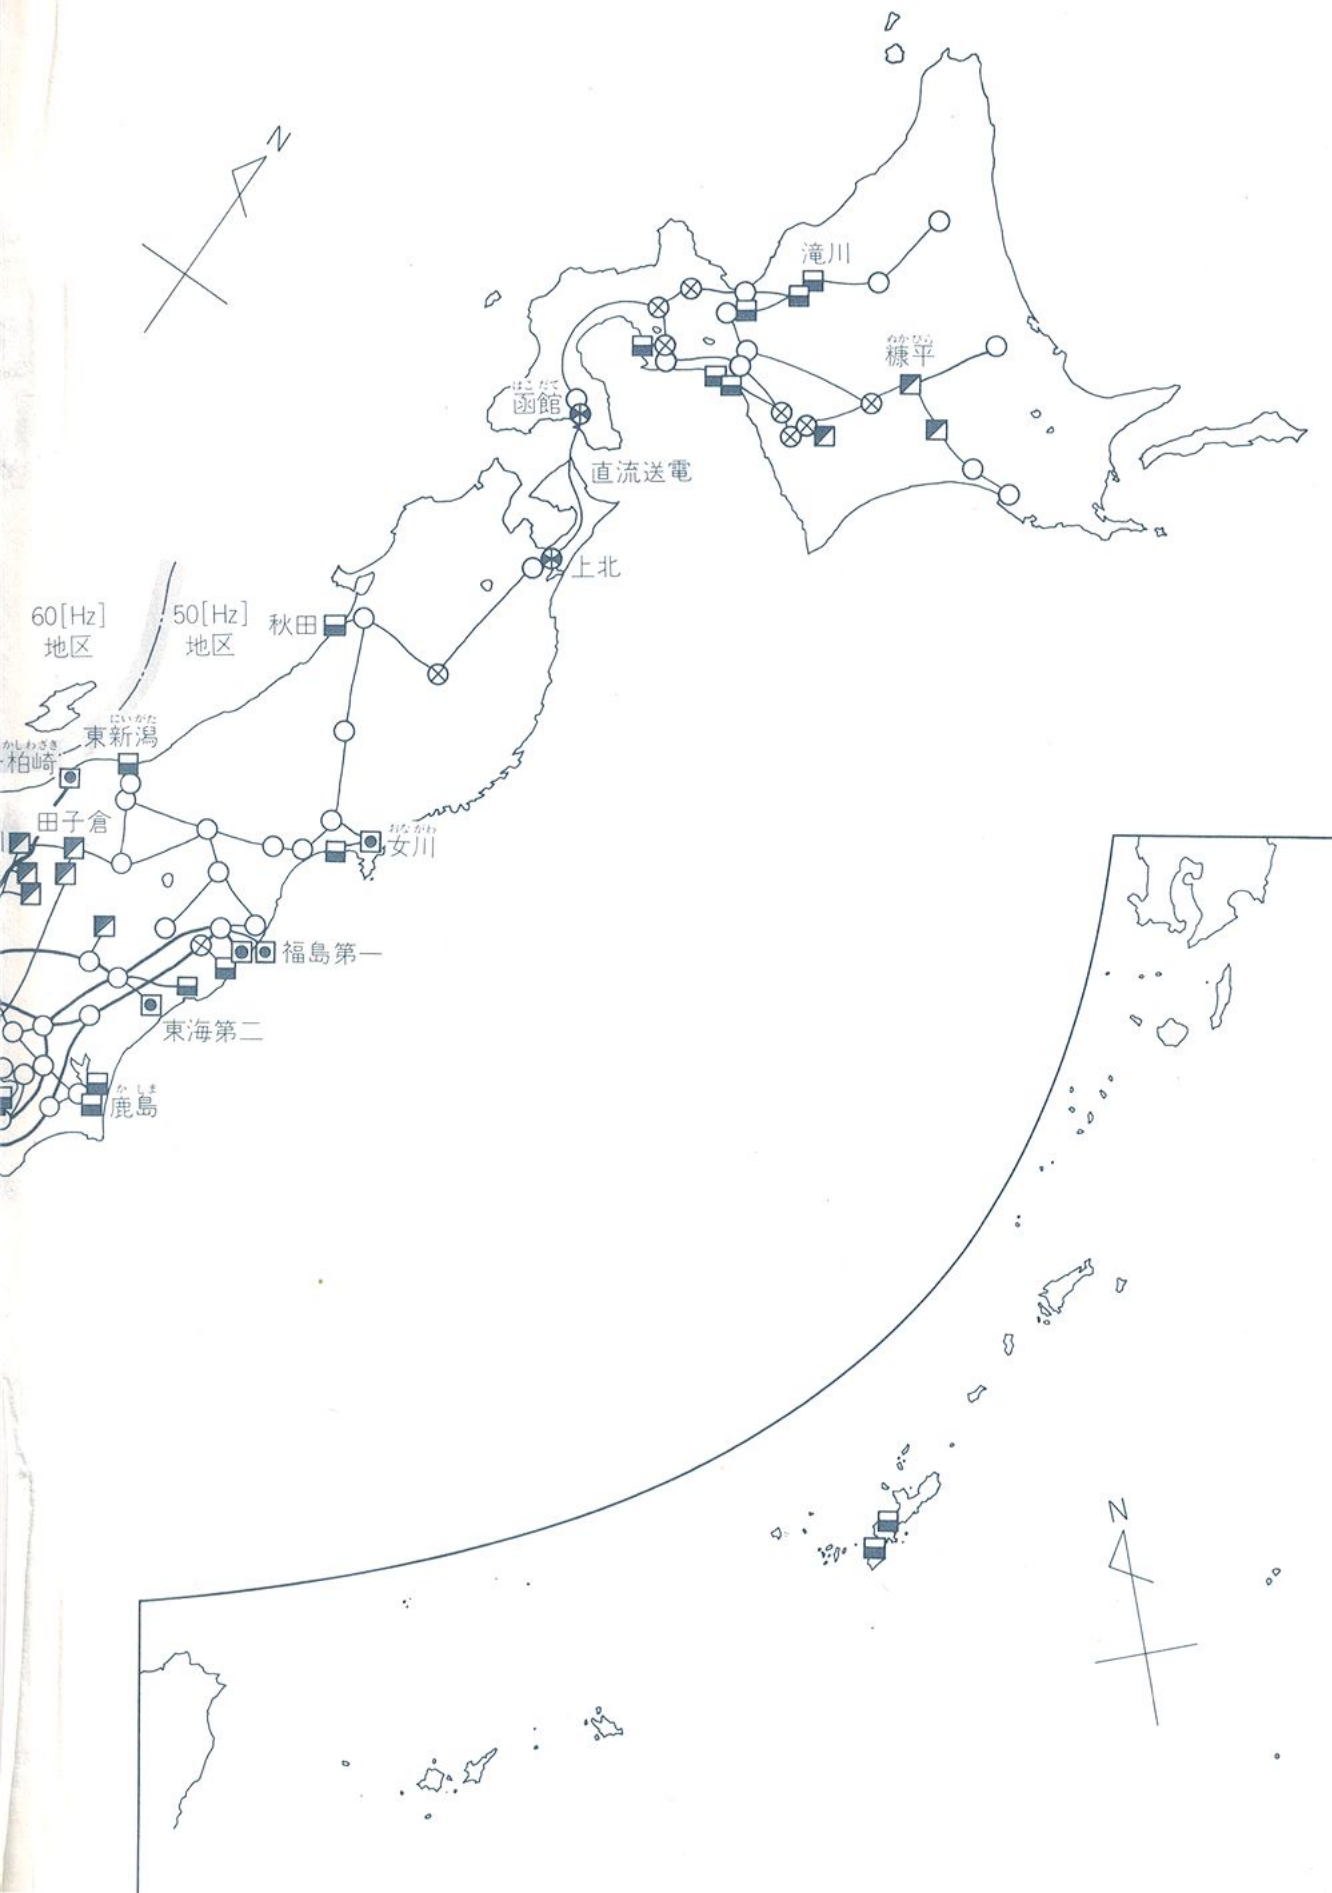 N
滝川
ぬかびら
糠平
はこだて
函館
直流送電
上北
60[Hz]
地区
50[Hz]
地区
秋田
にいがた
東新潟
かしわざき
柏崎
田子倉
おながわ
女川
福島第一
東海第二
かしま
鹿島
N